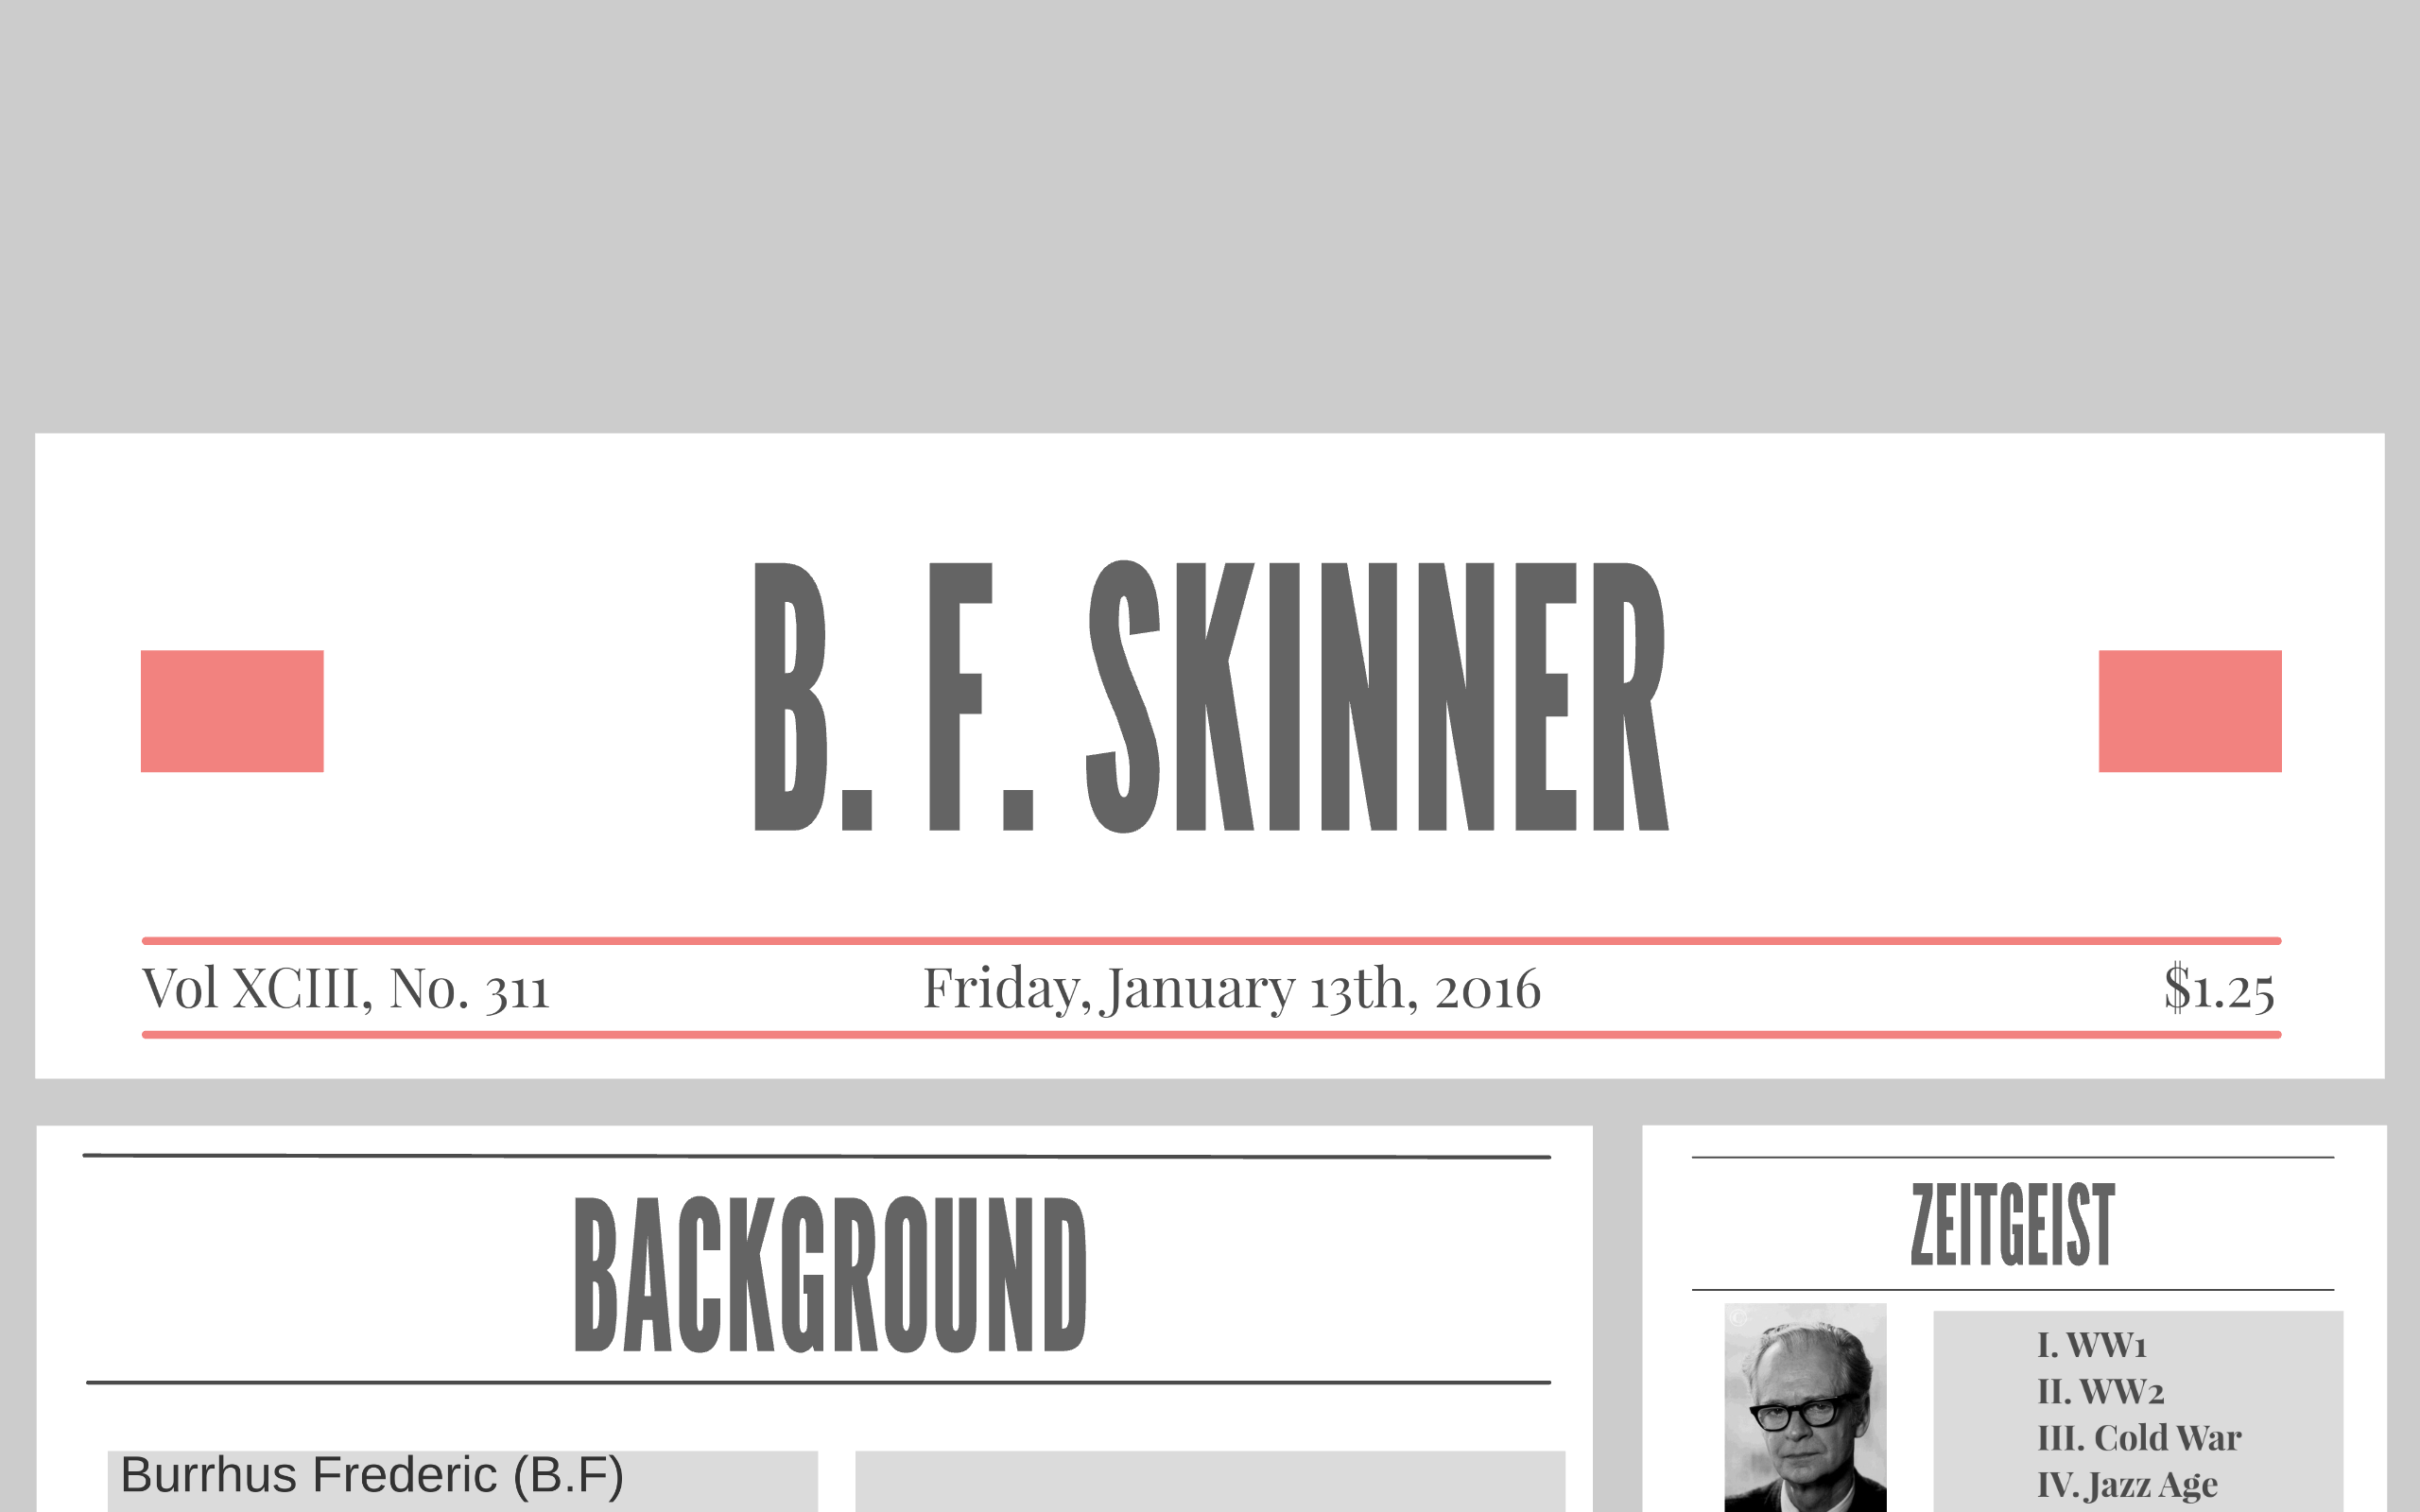 B. F. SKINNER
Vol XCIII, No. 311
Friday, January 13th, 2016
$1.25
BACKGROUND
Burrhus Frederic (B.F)
ZEITGEIST
I. WW1
II. WW2
III. Cold War
IV. Jazz Age